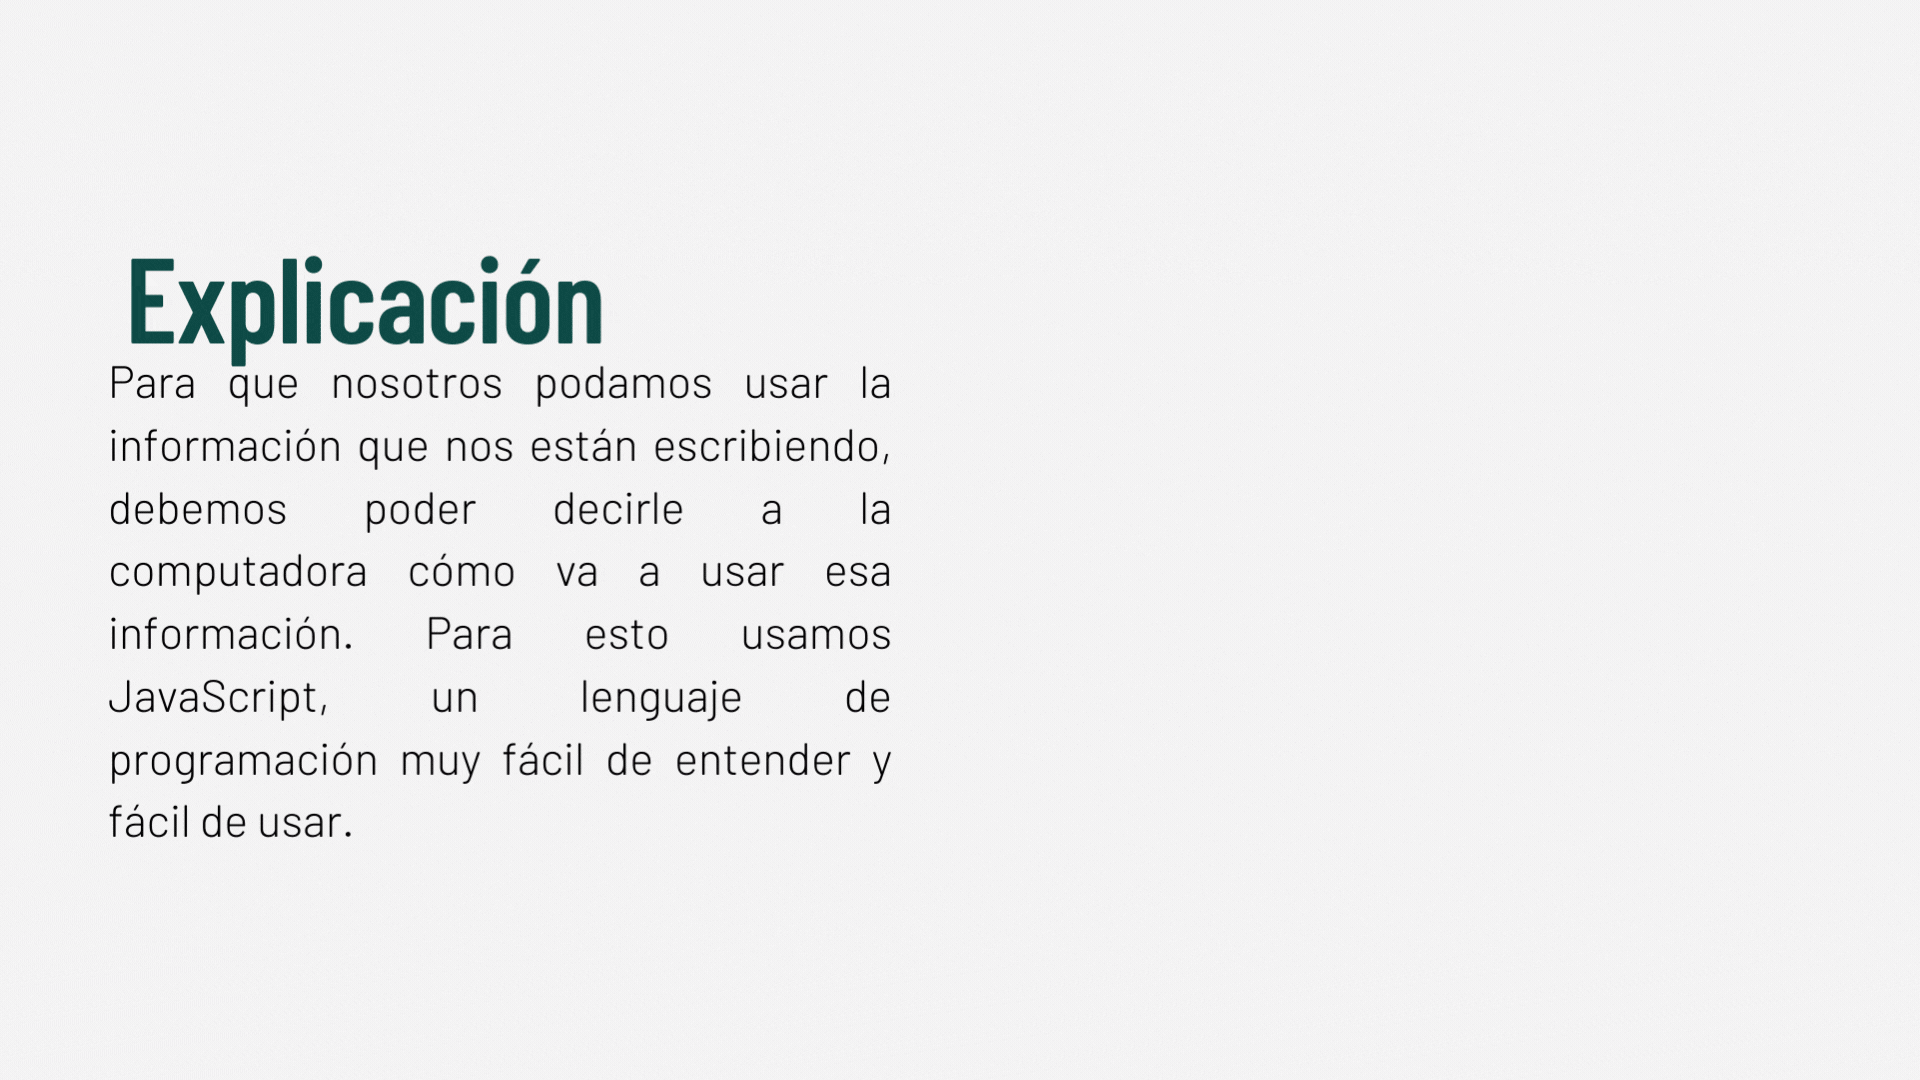 Explicación
Para que nosotros podamos usar la
información que nos están escribiendo,
debemos poder decirle a la
computadora cómo va a usar esa
información. Para esto usamos
JavaScript, un lenguaje de
programación muy fácil de entender y
fácil de usar.